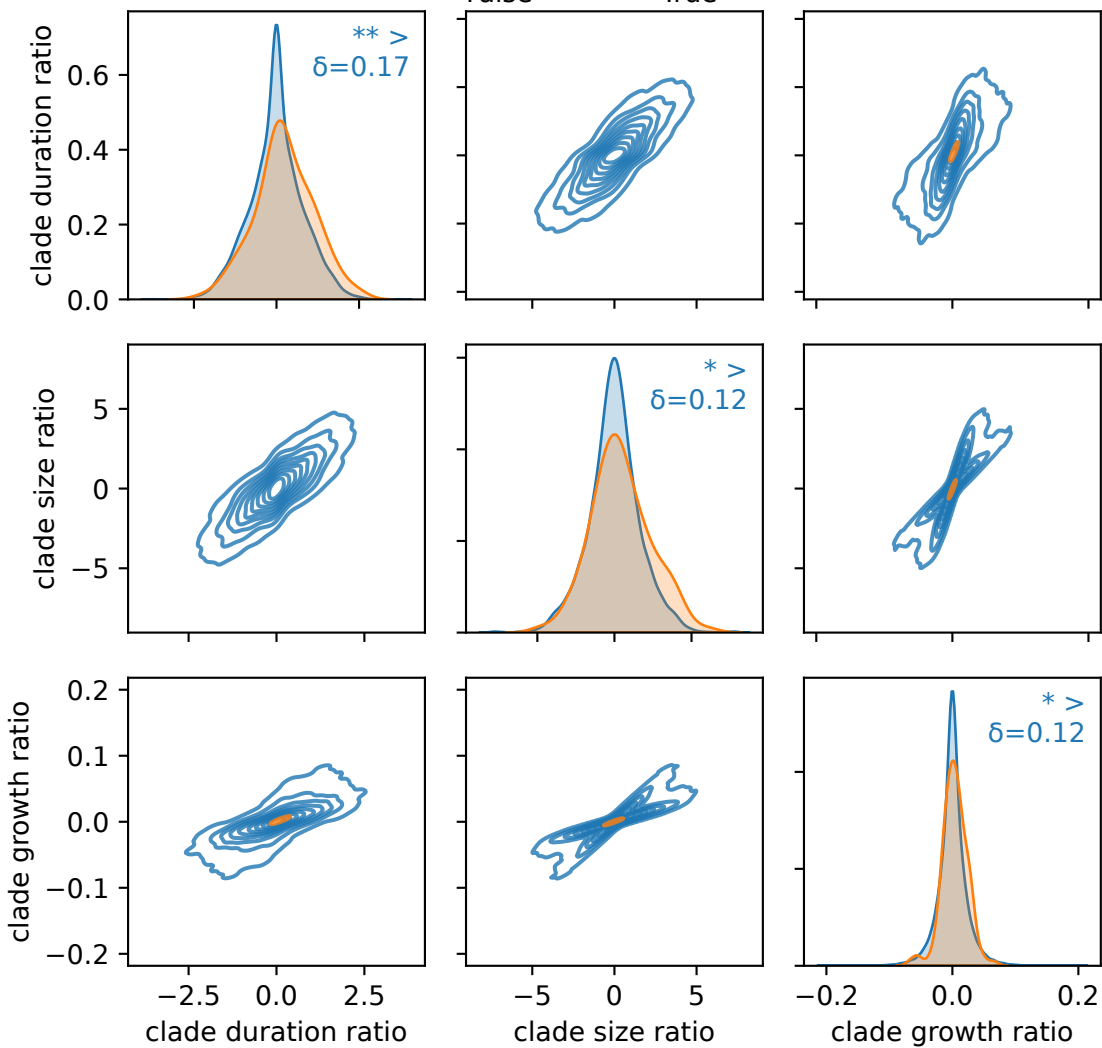 clade duration ratio
0.6
0.4
0.2
0.0
** >
δ=0.17
clade size ratio
5
0
−5
* >
δ=0.12
clade growth ratio
0.2
0.1
0.0
−0.1
−0.2
* >
δ=0.12
−2.5 0.0 2.5
clade duration ratio
−5 0 5
clade size ratio
−0.2 0.0 0.2
clade growth ratio